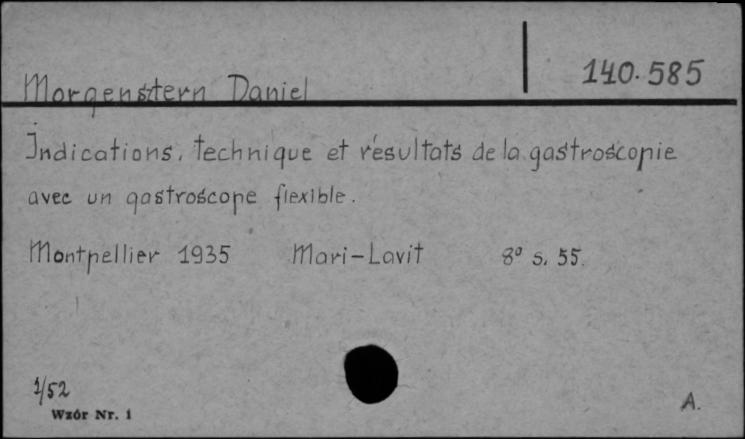 140.585
Morgensztern Daniel
Indications, technique et résultats de la gastroscopie
avec un gastroscope flexible.
Montpellier 1935 Mari-Lavit 8° s. 55.
1/52
Wzór Nr. 1
A.